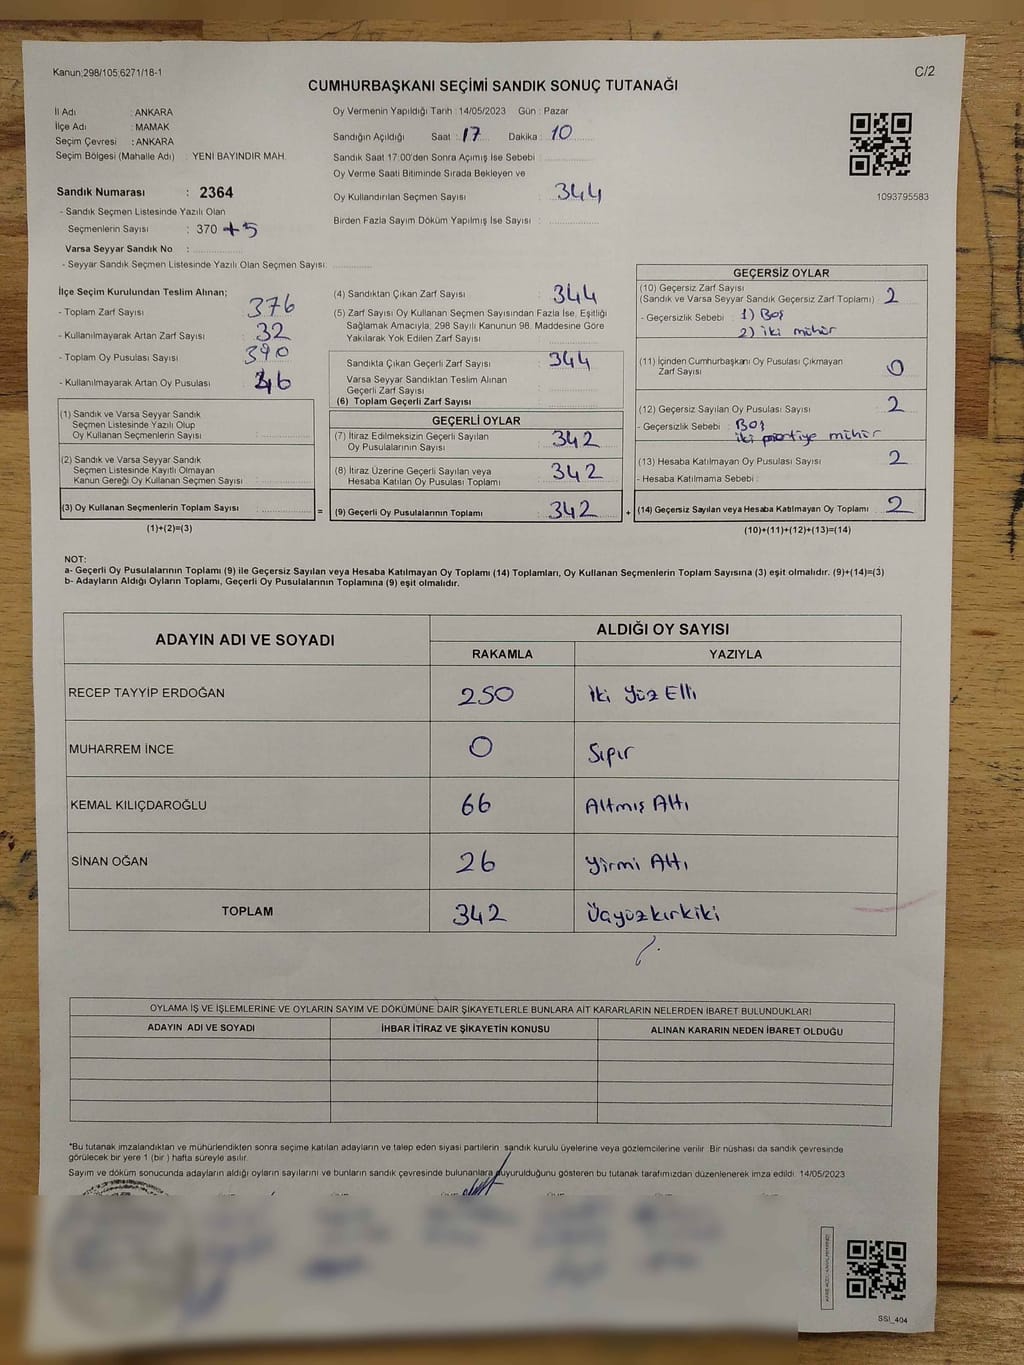 Kanun;298/105,6271/18-1
C/2
CUMHURBAŞKANI SEÇİMİ SANDIK SONUÇ TUTANAĞI
İl Adı : ANKARA
İlçe Adı : MAMAK
Seçim Çevresi : ANKARA
Seçim Bölgesi (Mahalle Adı) : YENİ BAYINDIR MAH.
Sandık Numarası : 2364
- Sandık Seçmen Listesinde Yazılı Olan
Seçmenlerin Sayısı : 370 +5
Varsa Seyyar Sandık No :
- Seyyar Sandık Seçmen Listesinde Yazılı Olan Seçmen Sayısı:
Oy Vermenin Yapıldığı Tarih : 14/05/2023 Gün : Pazar
Sandığın Açıldığı Saat : 17 Dakika : 10
Sandık Saat 17:00'den Sonra Açımış İse Sebebi :
Oy Verme Saati Bitiminde Sırada Bekleyen ve
Oy Kullandırılan Seçmen Sayısı : 344
Birden Fazla Sayım Döküm Yapılmış İse Sayısı :
1093795583
İlçe Seçim Kurulundan Teslim Alınan;
- Toplam Zarf Sayısı : 376
- Kullanılmayarak Artan Zarf Sayısı : 32
- Toplam Oy Pusulası Sayısı : 390
- Kullanılmayarak Artan Oy Pusulası : 46
(1) Sandık ve Varsa Seyyar Sandık
Seçmen Listesinde Yazılı Olup
Oy Kullanan Seçmenlerin Sayısı :
(2) Sandık ve Varsa Seyyar Sandık
Seçmen Listesinde Kayıtlı Olmayan
Kanun Gereği Oy Kullanan Seçmen Sayısı :
(3) Oy Kullanan Seçmenlerin Toplam Sayısı : =
(1)+(2)=(3)
(4) Sandıktan Çıkan Zarf Sayısı : 344
(5) Zarf Sayısı Oy Kullanan Seçmen Sayısından Fazla İse, Eşitliği
Sağlamak Amacıyla, 298 Sayılı Kanunun 98. Maddesine Göre
Yakılarak Yok Edilen Zarf Sayısı :
Sandıkta Çıkan Geçerli Zarf Sayısı : 344
Varsa Seyyar Sandıktan Teslim Alınan
Geçerli Zarf Sayısı :
(6) Toplam Geçerli Zarf Sayısı :
GEÇERLİ OYLAR
(7) İtiraz Edilmeksizin Geçerli Sayılan
Oy Pusulalarının Sayısı : 342
(8) İtiraz Üzerine Geçerli Sayılan veya
Hesaba Katılan Oy Pusulası Toplamı : 342
(9) Geçerli Oy Pusulalarının Toplamı : 342 +
GEÇERSİZ OYLAR
(10) Geçersiz Zarf Sayısı
(Sandık ve Varsa Seyyar Sandık Geçersiz Zarf Toplamı) : 2
- Geçersizlik Sebebi : 1) Boş
2) iki mühür
(11) İçinden Cumhurbaşkanı Oy Pusulası Çıkmayan
Zarf Sayısı : 0
(12) Geçersiz Sayılan Oy Pusulası Sayısı : 2
- Geçersizlik Sebebi : Boş
iki partiye mühür
(13) Hesaba Katılmayan Oy Pusulası Sayısı : 2
- Hesaba Katılmama Sebebi :
(14) Geçersiz Sayılan veya Hesaba Katılmayan Oy Toplamı : 2
(10)+(11)+(12)+(13)=(14)
NOT:
a- Geçerli Oy Pusulalarının Toplamı (9) ile Geçersiz Sayılan veya Hesaba Katılmayan Oy Toplamı (14) Toplamları, Oy Kullanan Seçmenlerin Toplam Sayısına (3) eşit olmalıdır. (9)+(14)=(3)
b- Adayların Aldığı Oyların Toplamı, Geçerli Oy Pusulalarının Toplamına (9) eşit olmalıdır.
ADAYIN ADI VE SOYADI
ALDIĞI OY SAYISI
RAKAMLA YAZIYLA
RECEP TAYYİP ERDOĞAN 250 İki Yüz Elli
MUHARREM İNCE 0 Sıfır
KEMAL KILIÇDAROĞLU 66 Altmış Altı
SİNAN OĞAN 26 Yirmi Altı
TOPLAM 342 Üçyüzkırkiki
OYLAMA İŞ VE İŞLEMLERİNE VE OYLARIN SAYIM VE DÖKÜMÜNE DAİR ŞİKAYETLERLE BUNLARA AİT KARARLARIN NELERDEN İBARET BULUNDUKLARI
ADAYIN ADI VE SOYADI İHBAR İTİRAZ VE ŞİKAYETİN KONUSU ALINAN KARARIN NEDEN İBARET OLDUĞU
*Bu tutanak imzalandıktan ve mühürlendikten sonra seçime katılan adayların ve talep eden siyasi partilerin sandık kurulu üyelerine veya gözlemcilerine verilir. Bir nüshası da sandık çevresinde
görülecek bir yere 1 (bir ) hafta süreyle asılır.
Sayım ve döküm sonucunda adayların aldığı oyların sayılarını ve bunların sandık çevresinde bulunanlara duyurulduğunu gösteren bu tutanak tarafımızdan düzenlenerek imza edildi. 14/05/2023
SSI_404